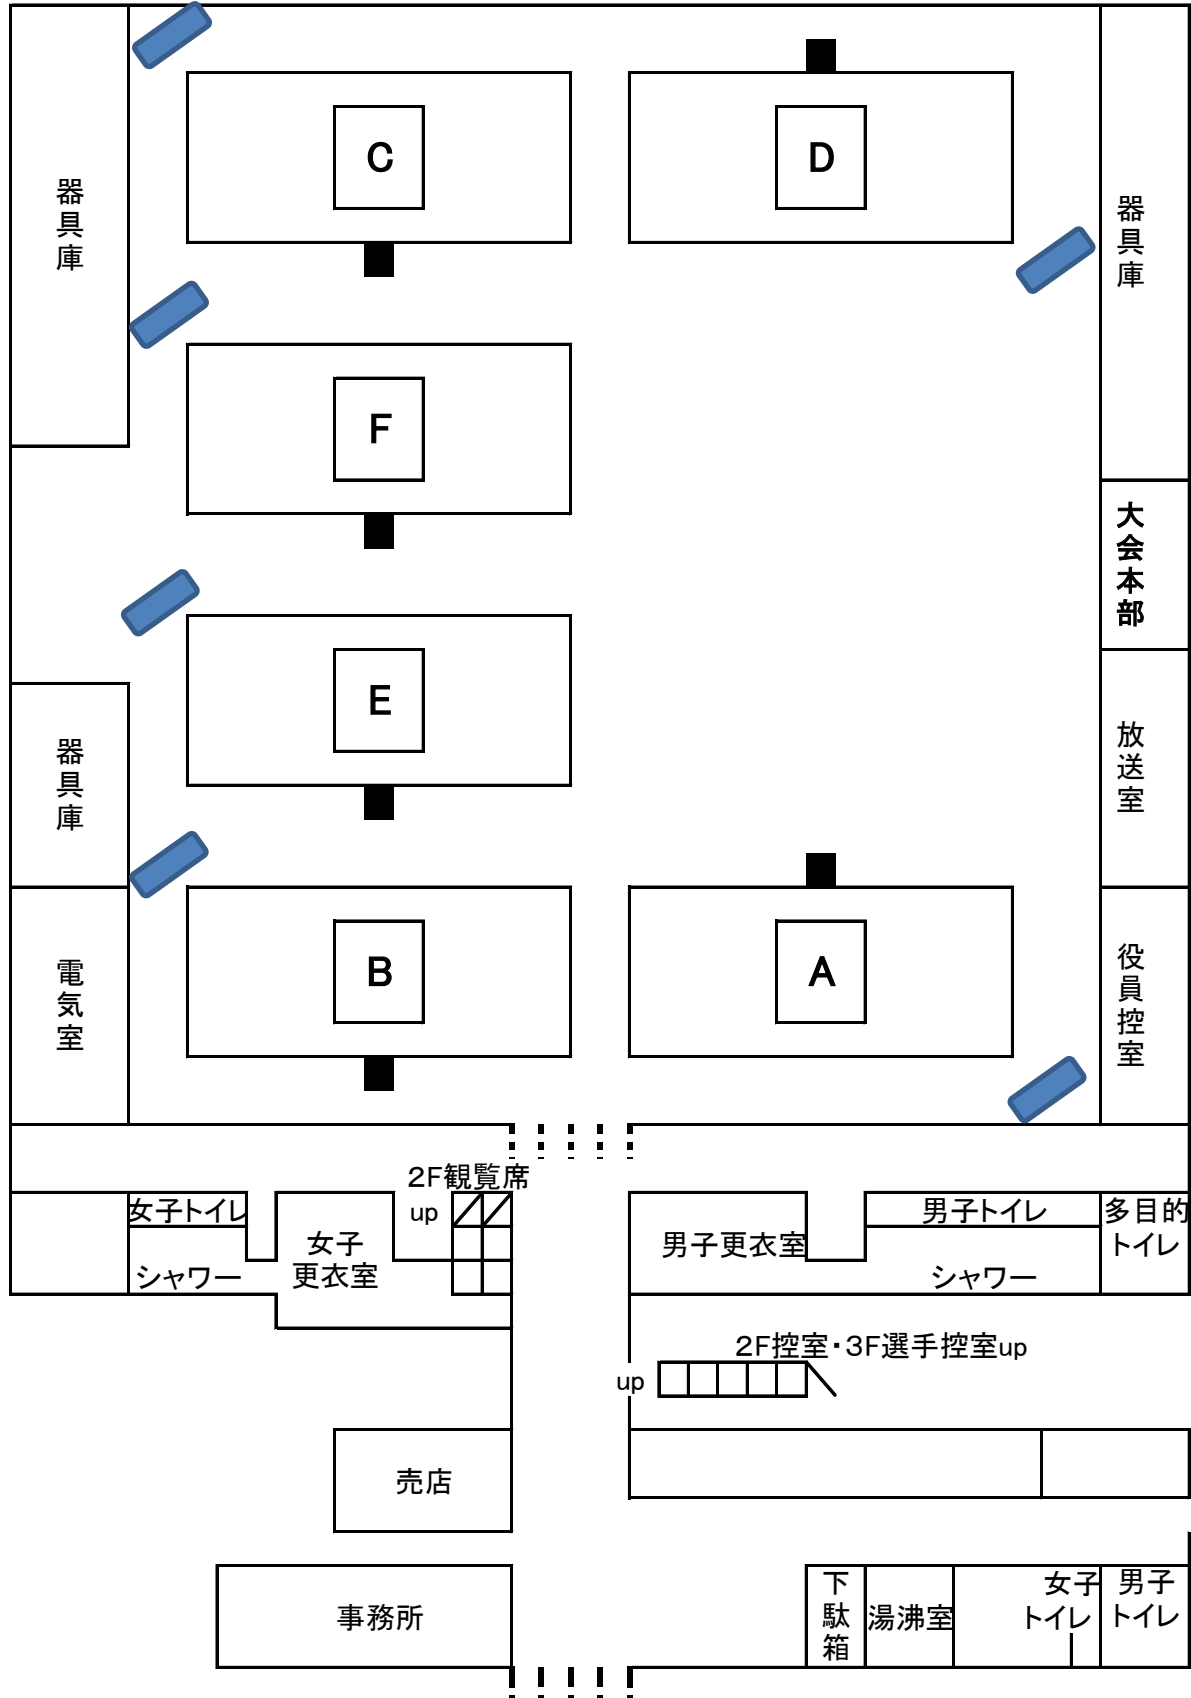 C
D
器具庫
器具庫
F
大会本部
E
放送室
器具庫
B
A
電気室
役員控室
2F観覧席
up
女子トイレ
シャワー
女子
更衣室
男子更衣室
男子トイレ
シャワー
多目的
トイレ
2F控室・3F選手控室up
up
売店
事務所
下駄箱
湯沸室
女子
トイレ
男子
トイレ